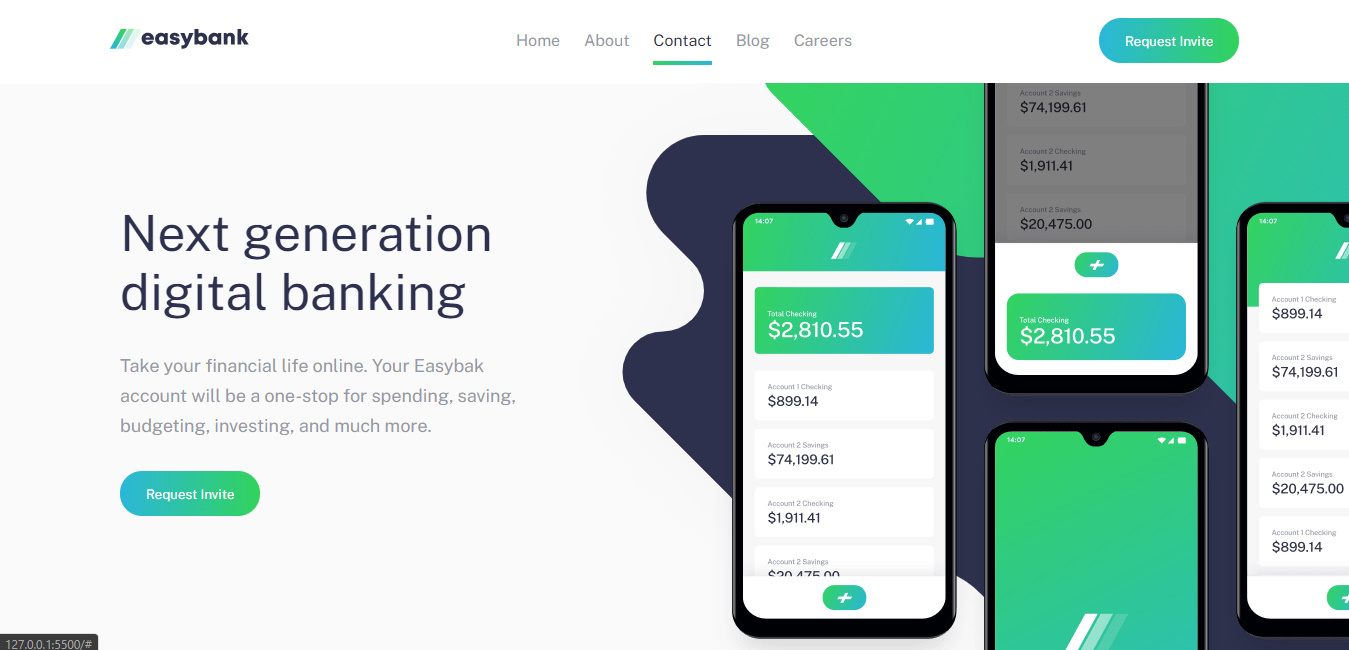 easybank
Home About Contact Blog Careers
Request Invite
Next generation
digital banking
Take your financial life online. Your Easybak
account will be a one-stop for spending, saving,
budgeting, investing, and much more.
Request Invite
14:07
Total Checking
$2,810.55
Account 1 Checking
$899.14
Account 2 Savings
$74,199.61
Account 2 Checking
$1,911.41
Account 2 Savings
$20,475.00
Account 2 Savings
$74,199.61
Account 2 Checking
$1,911.41
Account 2 Savings
$20,475.00
Total Checking
$2,810.55
14:07
14:07
Account 1 Checking
$899.14
Account 2 Savings
$74,199.61
Account 2 Checking
$1,911.41
Account 2 Savings
$20,475.00
Account 1 Checking
$899.14
127.0.0.1:5500/#